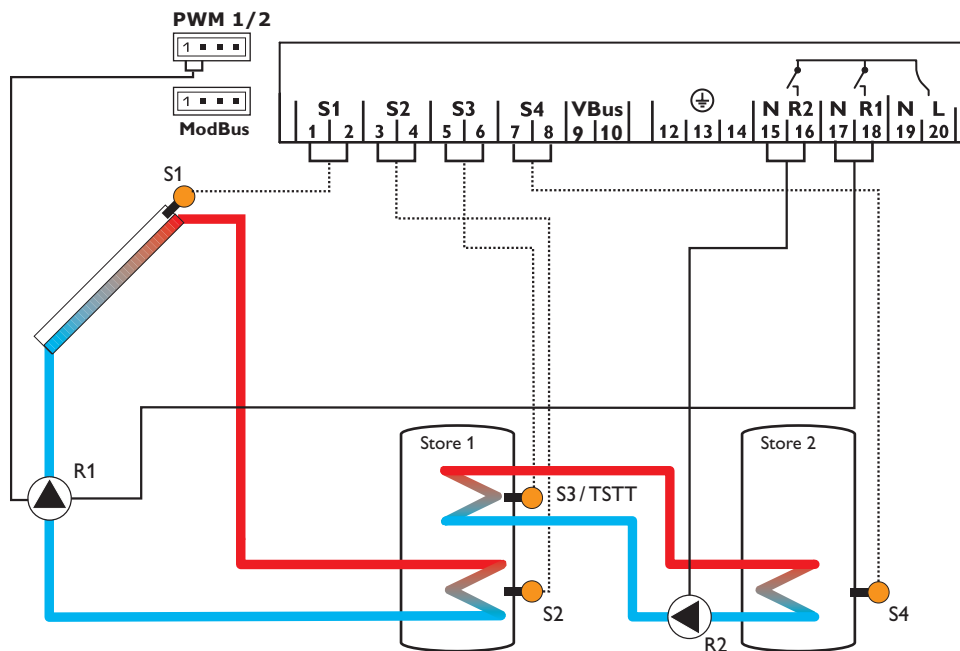 PWM 1/2
1
1
ModBus
S1 S2 S3 S4 VBus N R2 N R1 N L
1 2 3 4 5 6 7 8 9 10 12 13 14 15 16 17 18 19 20
S1
Store 1
Store 2
R1
S3 / TSTT
S2
S4
R2